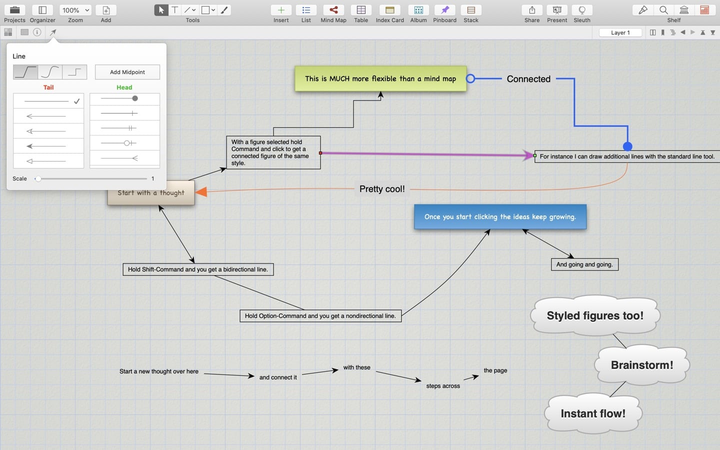 Projects
Organizer
100%
Zoom
Add
Tools
Insert
List
Mind Map
Table
Index Card
Album
Pinboard
Stack
Share
Present
Sleuth
Shelf
Layer 1
Line
Add Midpoint
Tail
Head
Scale
1
This is MUCH more flexible than a mind map
Connected
With a figure selected hold
Command and click to get a
connected figure of the same
style.
For instance I can draw additional lines with the standard line tool.
Start with a thought
Pretty cool!
Once you start clicking the ideas keep growing.
Hold Shift-Command and you get a bidirectional line.
And going and going.
Hold Option-Command and you get a nondirectional line.
Styled figures too!
Brainstorm!
Instant flow!
Start a new thought over here
and connect it
with these
steps across
the page